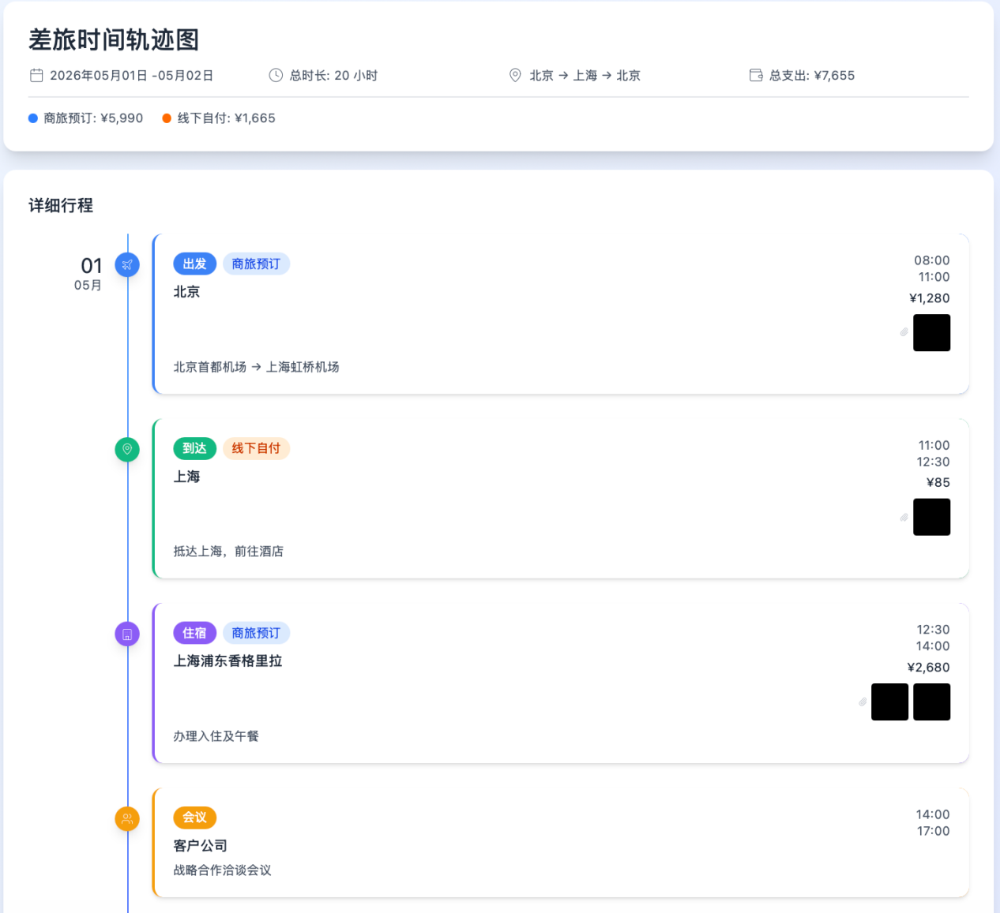 差旅时间轨迹图
2026年05月01日 -05月02日
总时长: 20 小时
北京 → 上海 → 北京
总支出: ¥7,655
商旅预订: ¥5,990
线下自付: ¥1,665
详细行程
01
05月
出发 商旅预订
北京
08:00
11:00
¥1,280
北京首都机场 → 上海虹桥机场
到达 线下自付
上海
11:00
12:30
¥85
抵达上海，前往酒店
住宿 商旅预订
上海浦东香格里拉
12:30
14:00
¥2,680
办理入住及午餐
会议
客户公司
14:00
17:00
战略合作洽谈会议